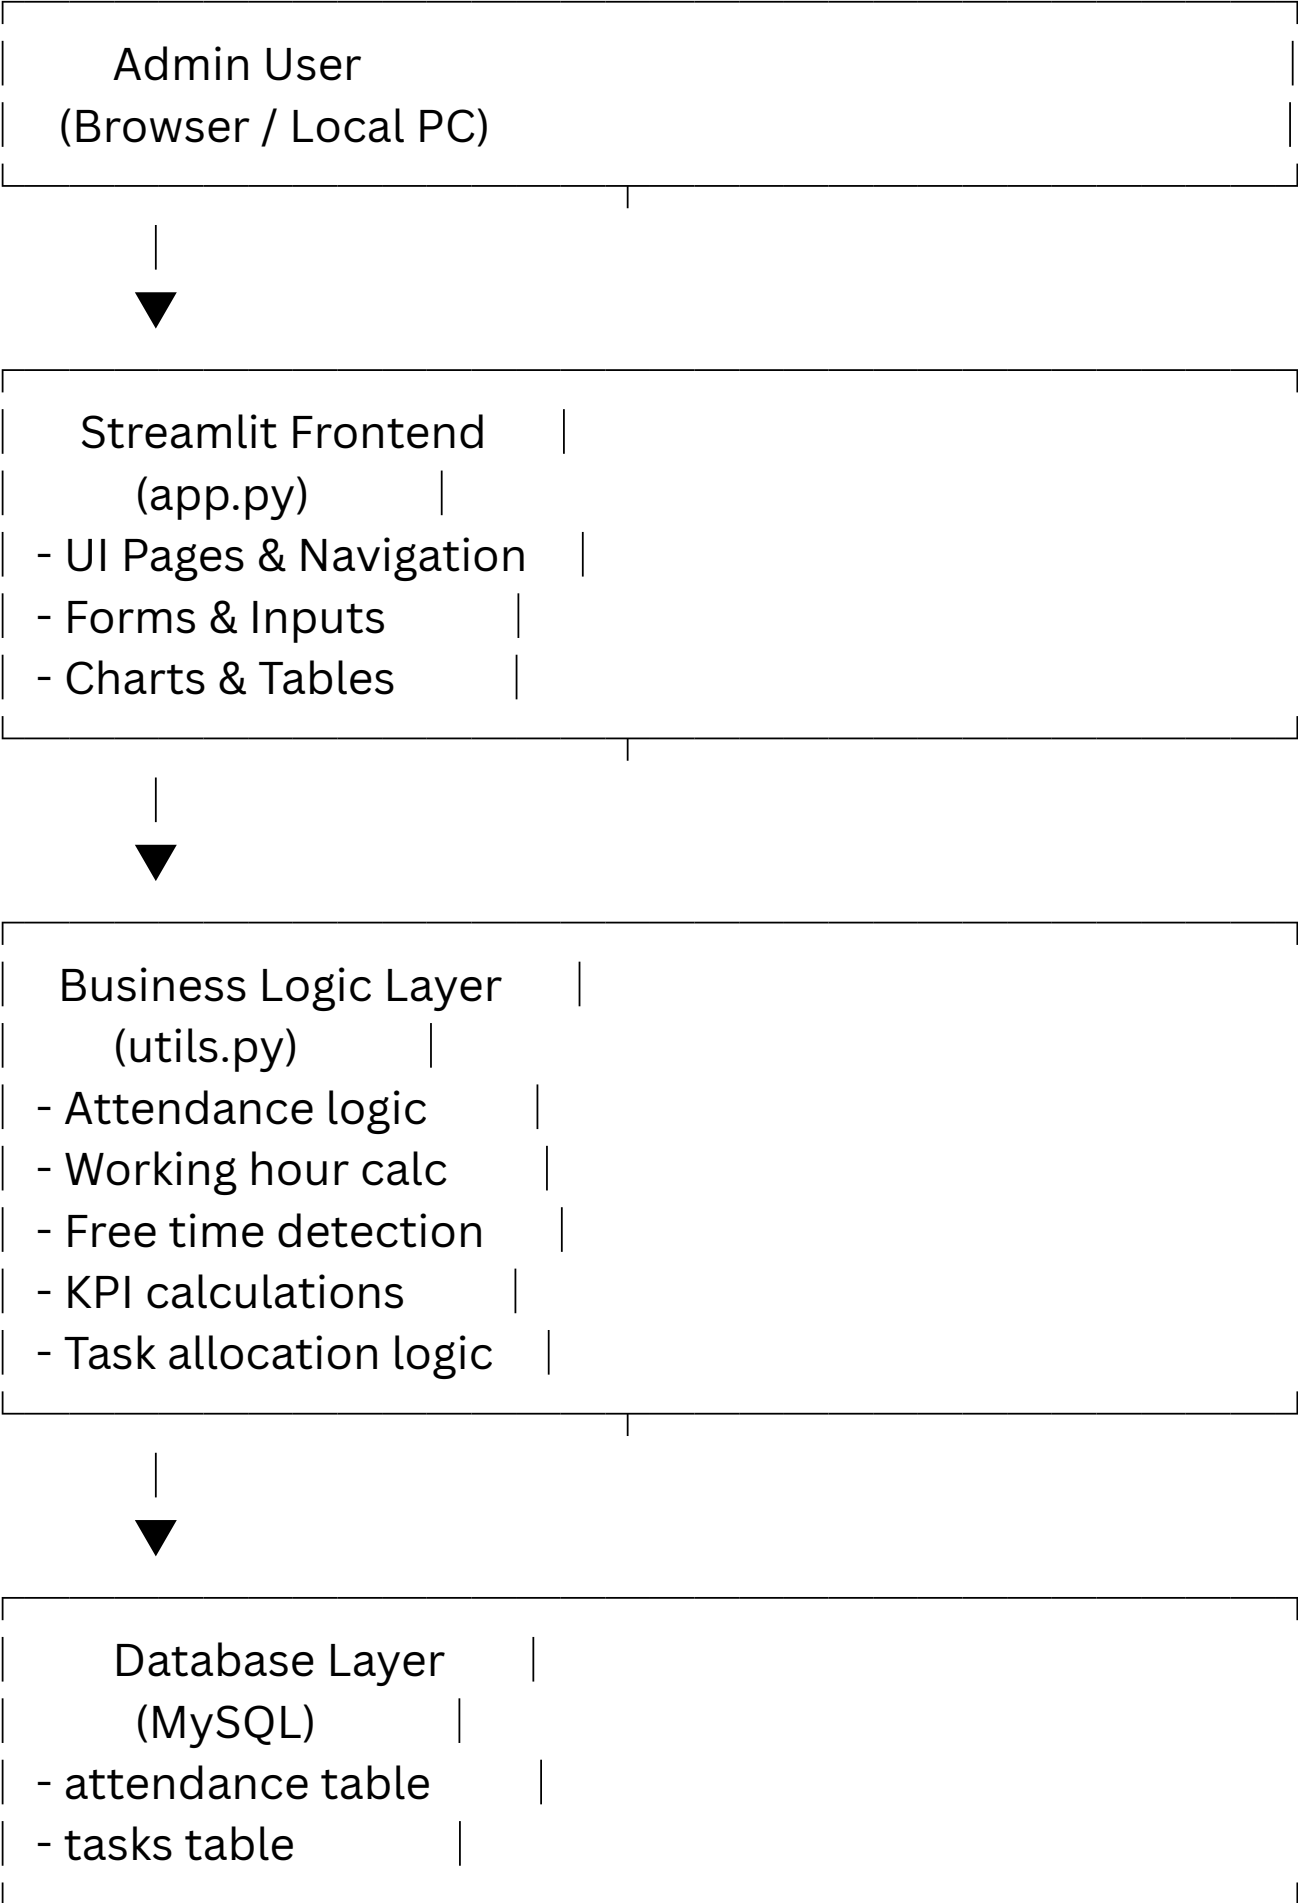 Admin User
(Browser / Local PC)
Streamlit Frontend
(app.py)
- UI Pages & Navigation
- Forms & Inputs
- Charts & Tables
Business Logic Layer
(utils.py)
- Attendance logic
- Working hour calc
- Free time detection
- KPI calculations
- Task allocation logic
Database Layer
(MySQL)
- attendance table
- tasks table